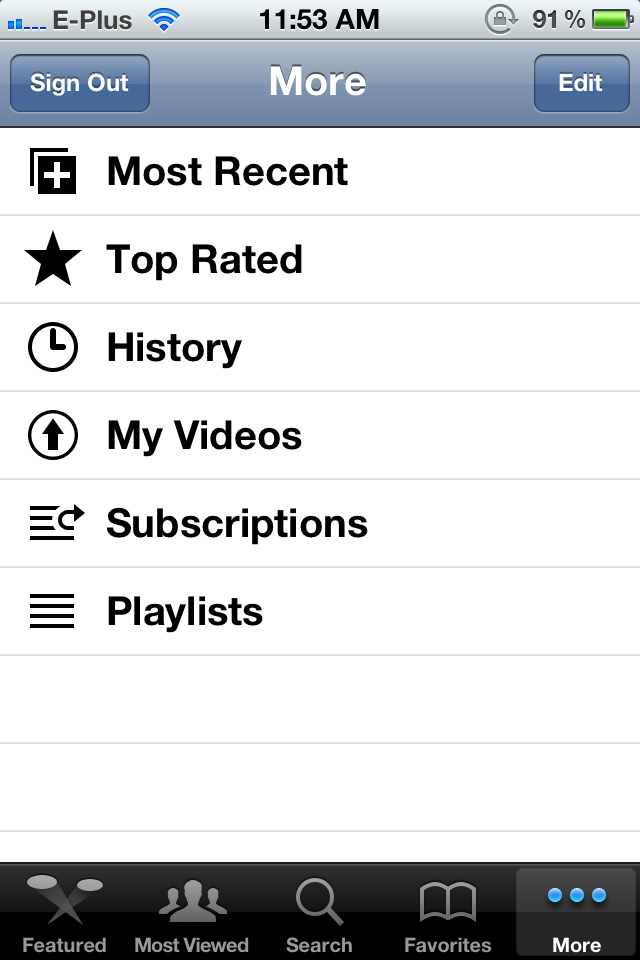 E-Plus 11:53 AM 91 %
Sign Out More Edit
Most Recent
Top Rated
History
My Videos
Subscriptions
Playlists
Featured Most Viewed Search Favorites More